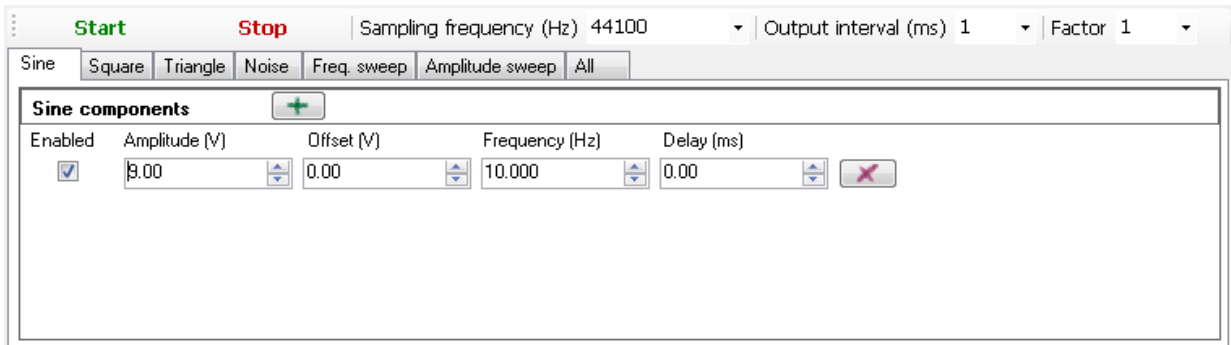 Start Stop Sampling frequency (Hz) 44100 Output interval (ms) 1 Factor 1
Sine Square Triangle Noise Freq. sweep Amplitude sweep All
Sine components
Enabled Amplitude (V) Offset (V) Frequency (Hz) Delay (ms)
9.00 0.00 10.000 0.00